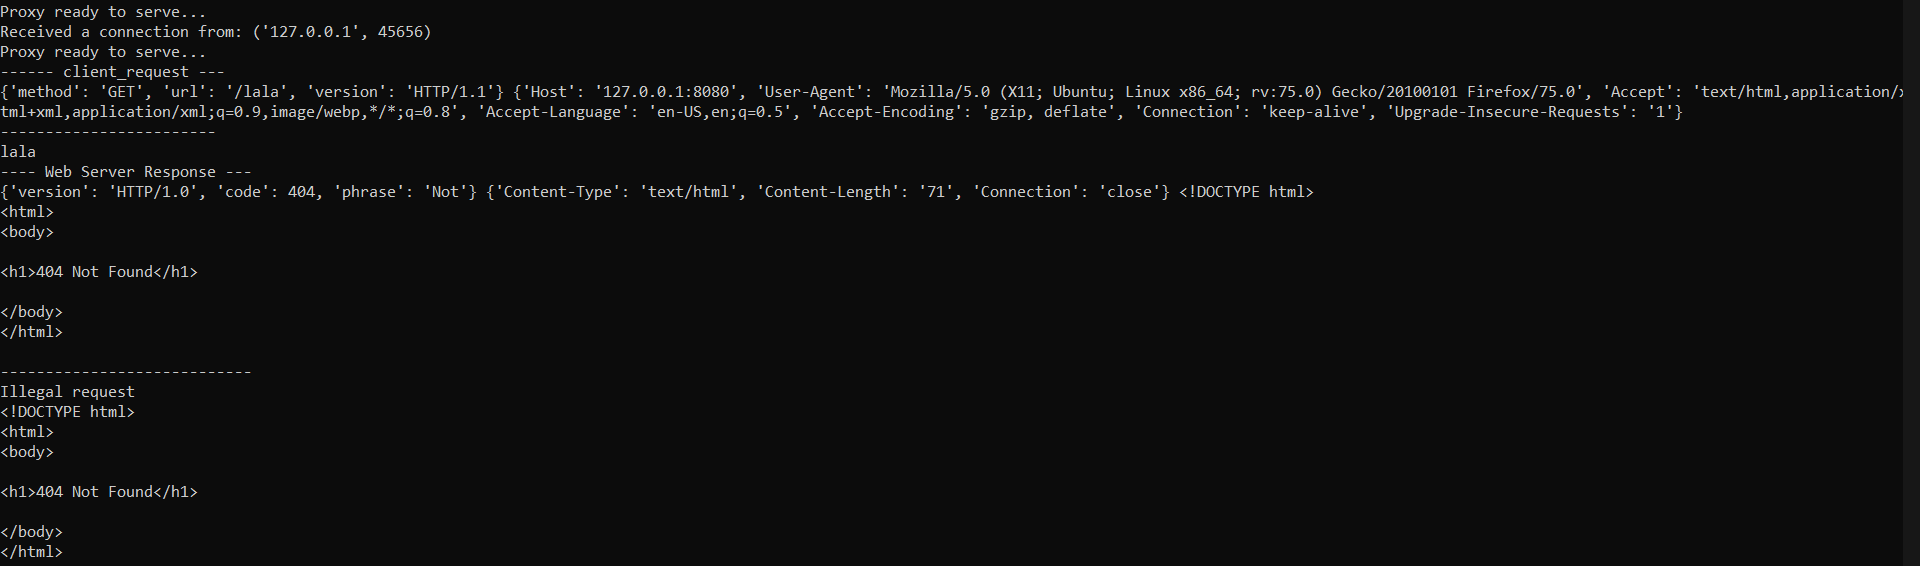 Proxy ready to serve...
Received a connection from: ('127.0.0.1', 45656)
Proxy ready to serve...
------ client_request ---
{'method': 'GET', 'url': '/lala', 'version': 'HTTP/1.1'} {'Host': '127.0.0.1:8080', 'User-Agent': 'Mozilla/5.0 (X11; Ubuntu; Linux x86_64; rv:75.0) Gecko/20100101 Firefox/75.0', 'Accept': 'text/html,application/x
tml+xml,application/xml;q=0.9,image/webp,*/*;q=0.8', 'Accept-Language': 'en-US,en;q=0.5', 'Accept-Encoding': 'gzip, deflate', 'Connection': 'keep-alive', 'Upgrade-Insecure-Requests': '1'}
------------------------
lala
---- Web Server Response ---
{'version': 'HTTP/1.0', 'code': 404, 'phrase': 'Not'} {'Content-Type': 'text/html', 'Content-Length': '71', 'Connection': 'close'} <!DOCTYPE html>
<html>
<body>

<h1>404 Not Found</h1>

</body>
</html>

----------------------------
Illegal request
<!DOCTYPE html>
<html>
<body>

<h1>404 Not Found</h1>

</body>
</html>